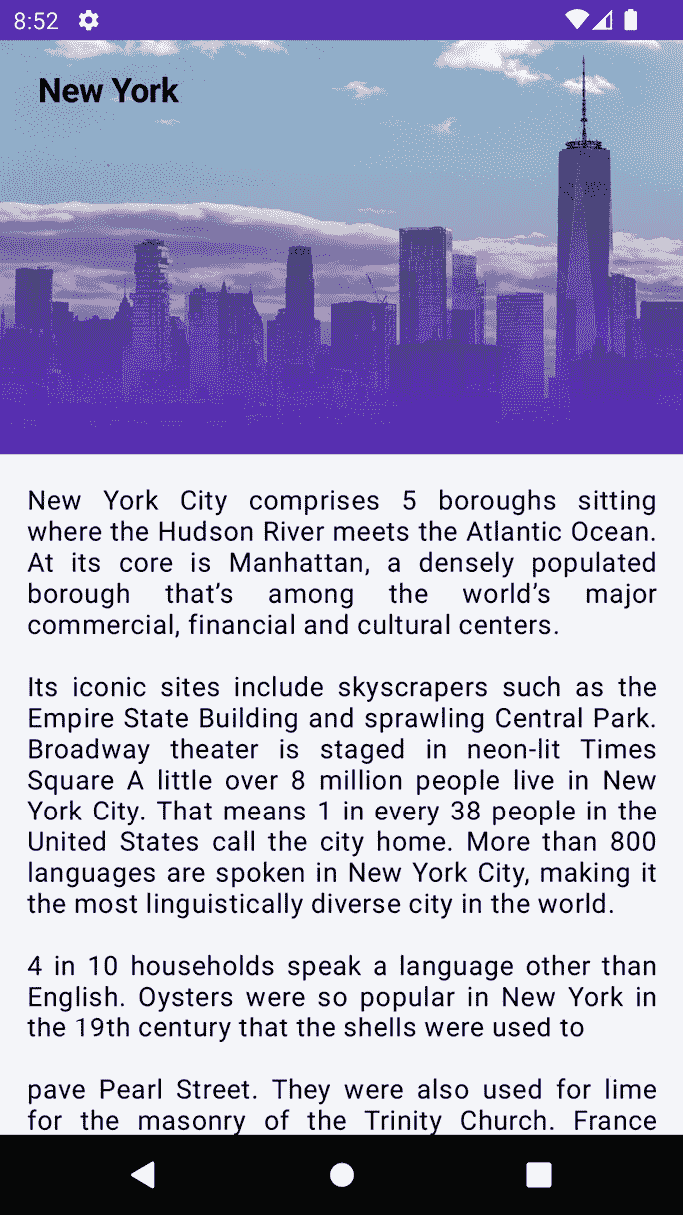 8:52
New York
New York City comprises 5 boroughs sitting
where the Hudson River meets the Atlantic Ocean.
At its core is Manhattan, a densely populated
borough that’s among the world’s major
commercial, financial and cultural centers.
Its iconic sites include skyscrapers such as the
Empire State Building and sprawling Central Park.
Broadway theater is staged in neon-lit Times
Square A little over 8 million people live in New
York City. That means 1 in every 38 people in the
United States call the city home. More than 800
languages are spoken in New York City, making it
the most linguistically diverse city in the world.
4 in 10 households speak a language other than
English. Oysters were so popular in New York in
the 19th century that the shells were used to
pave Pearl Street. They were also used for lime
for the masonry of the Trinity Church. France